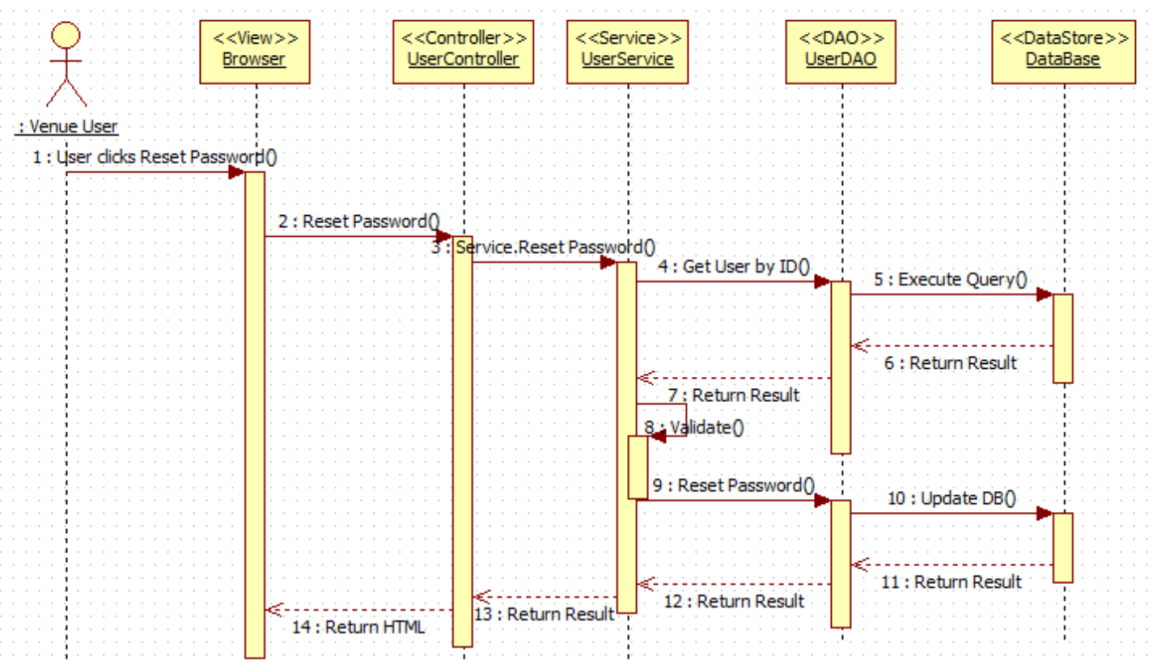 <<View>>
Browser
<<Controller>>
UserController
<<Service>>
UserService
<<DAO>>
UserDAO
<<DataStore>>
DataBase
: Venue User
1 : User clicks Reset Password()
2 : Reset Password()
3 : Service.Reset Password()
4 : Get User by ID()
5 : Execute Query()
6 : Return Result
7 : Return Result
8 : Validate()
9 : Reset Password()
10 : Update DB()
11 : Return Result
12 : Return Result
13 : Return Result
14 : Return HTML